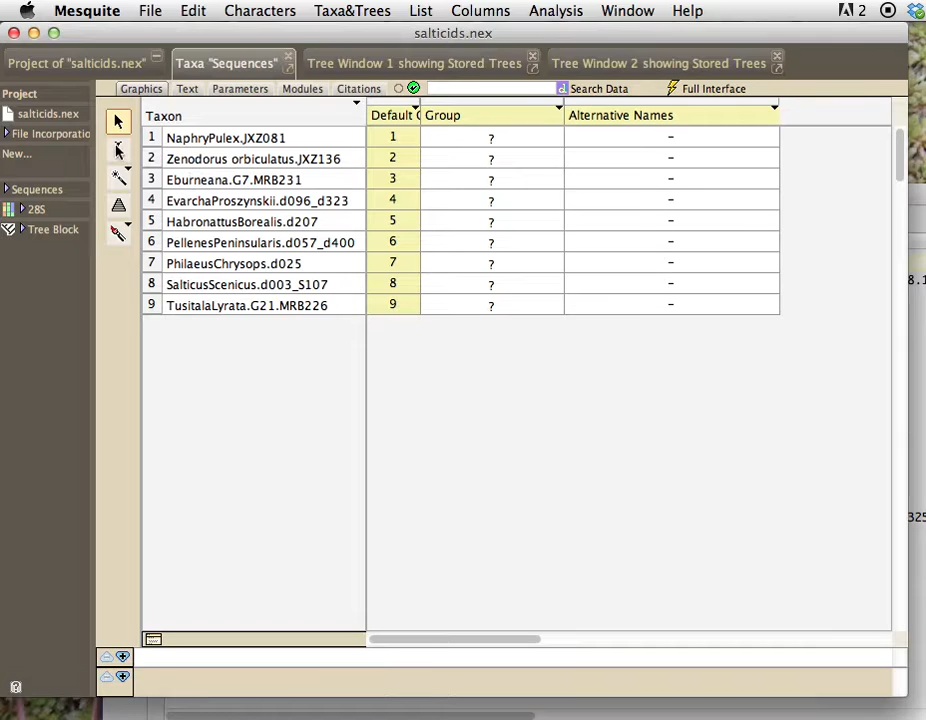 Mesquite File Edit Characters Taxa&Trees List Columns Analysis Window Help 2
salticids.nex
Project of "salticids.nex" Taxa "Sequences" Tree Window 1 showing Stored Trees Tree Window 2 showing Stored Trees
Graphics Text Parameters Modules Citations Search Data Full Interface
Project
salticids.nex
File Incorporatio
New...
Sequences
28S
Tree Block
Taxon Default Group Alternative Names
1 NaphryPulex.JXZ081 1 ? –
2 Zenodorus orbiculatus.JXZ136 2 ? –
3 Eburneana.G7.MRB231 3 ? –
4 EvarchaProszynskii.d096_d323 4 ? –
5 HabronattusBorealis.d207 5 ? –
6 PellenesPeninsularis.d057_d400 6 ? –
7 PhilaeusChrysops.d025 7 ? –
8 SalticusScenicus.d003_S107 8 ? –
9 TusitalaLyrata.G21.MRB226 9 ? –
8.1
325